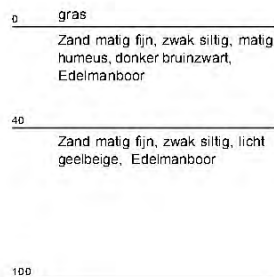 0 gras
Zand matig fijn, zwak siltig, matig
humeus, donker bruinzwart,
Edelmanboor
40
Zand matig fijn, zwak siltig, licht
geelbeige, Edelmanboor
100